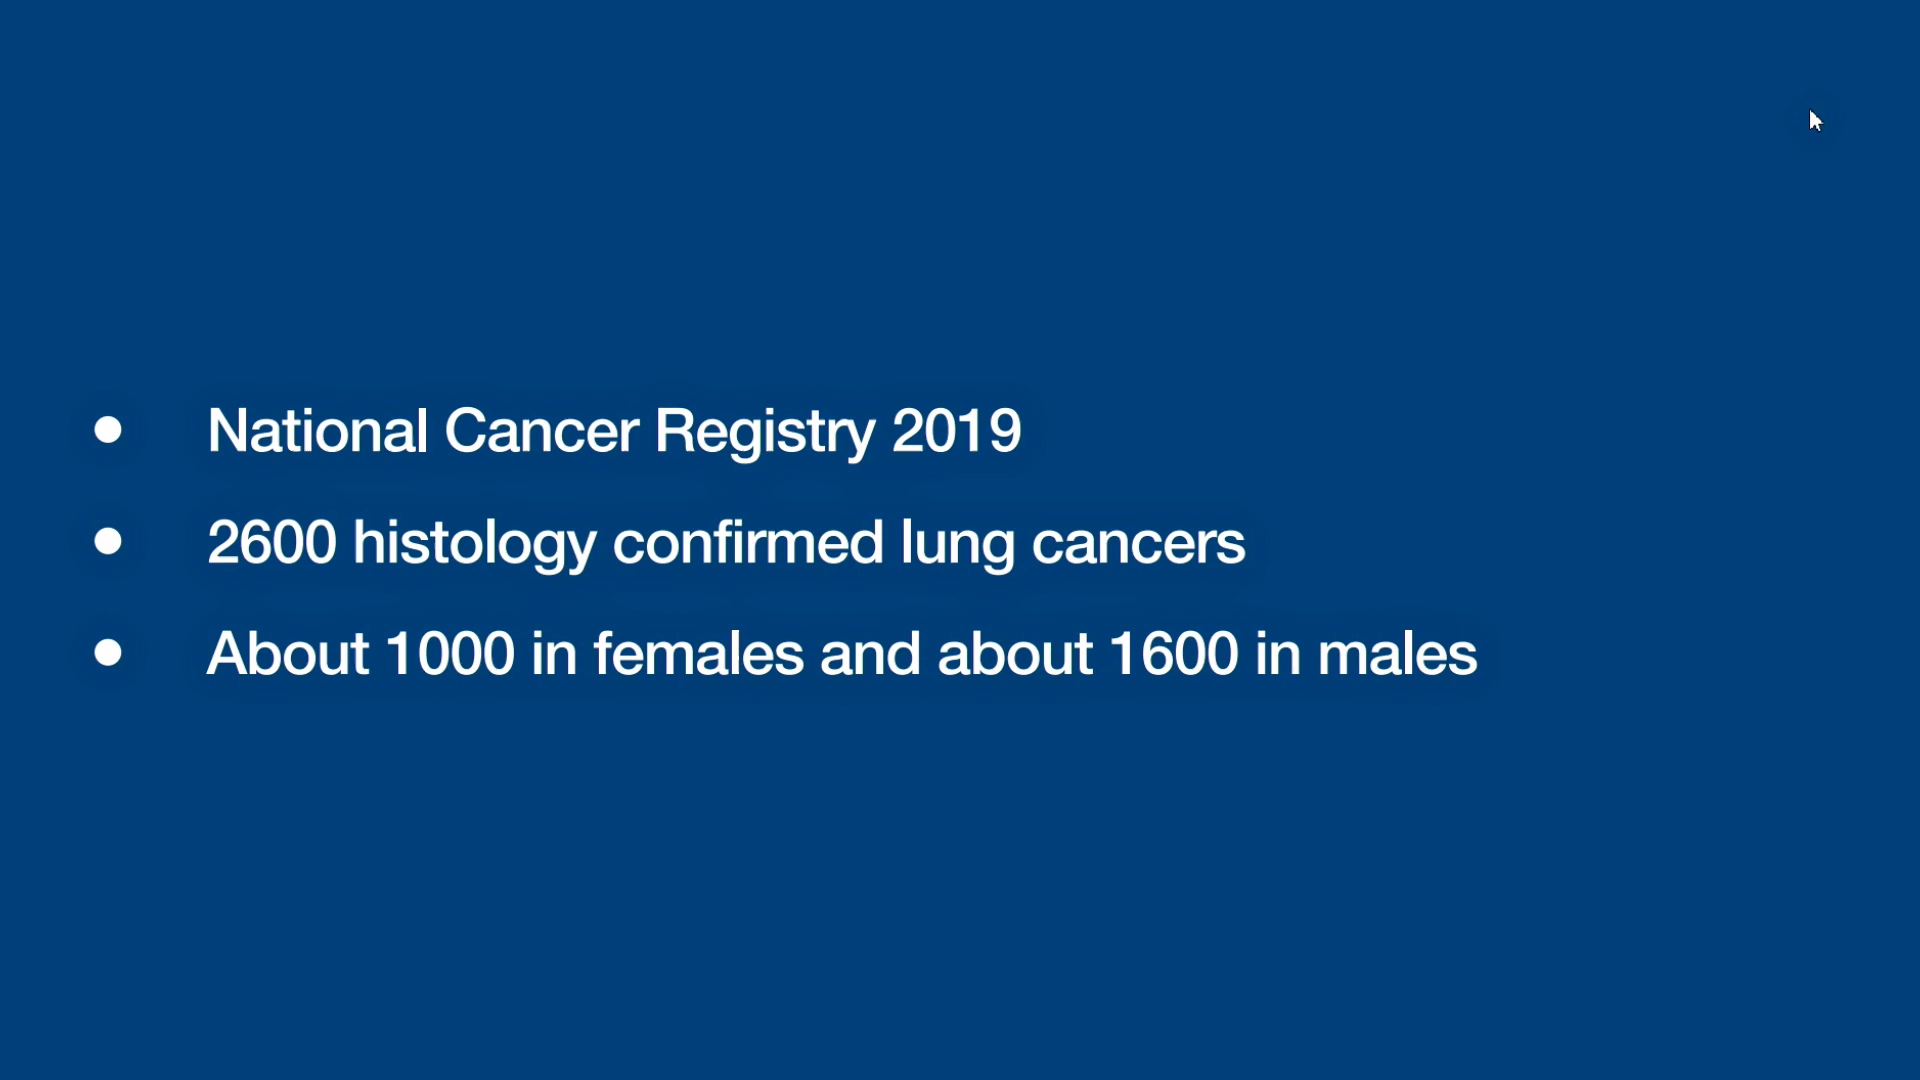 • National Cancer Registry 2019
• 2600 histology confirmed lung cancers
• About 1000 in females and about 1600 in males